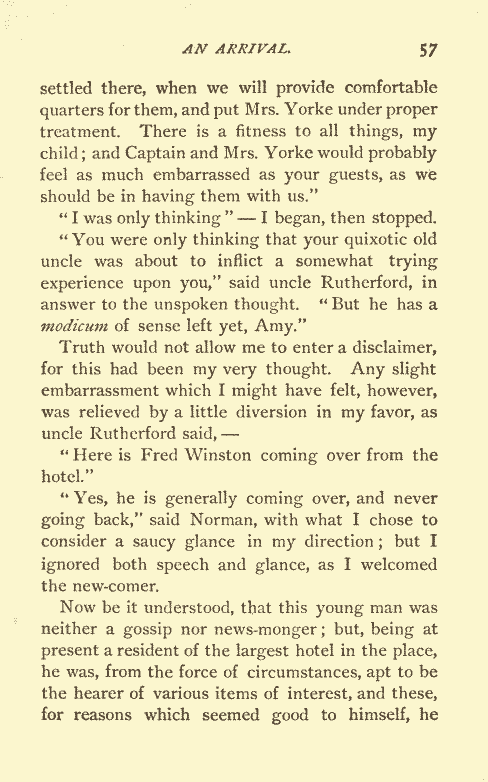 AN ARRIVAL. 57
settled there, when we will provide comfortable
quarters for them, and put Mrs. Yorke under proper
treatment. There is a fitness to all things, my
child; and Captain and Mrs. Yorke would probably
feel as much embarrassed as your guests, as we
should be in having them with us."
"I was only thinking" — I began, then stopped.
"You were only thinking that your quixotic old
uncle was about to inflict a somewhat trying
experience upon you," said uncle Rutherford, in
answer to the unspoken thought. "But he has a
modicum of sense left yet, Amy."
Truth would not allow me to enter a disclaimer,
for this had been my very thought. Any slight
embarrassment which I might have felt, however,
was relieved by a little diversion in my favor, as
uncle Rutherford said, —
"Here is Fred Winston coming over from the
hotel."
"Yes, he is generally coming over, and never
going back," said Norman, with what I chose to
consider a saucy glance in my direction; but I
ignored both speech and glance, as I welcomed
the new-comer.
Now be it understood, that this young man was
neither a gossip nor news-monger; but, being at
present a resident of the largest hotel in the place,
he was, from the force of circumstances, apt to be
the hearer of various items of interest, and these,
for reasons which seemed good to himself, he